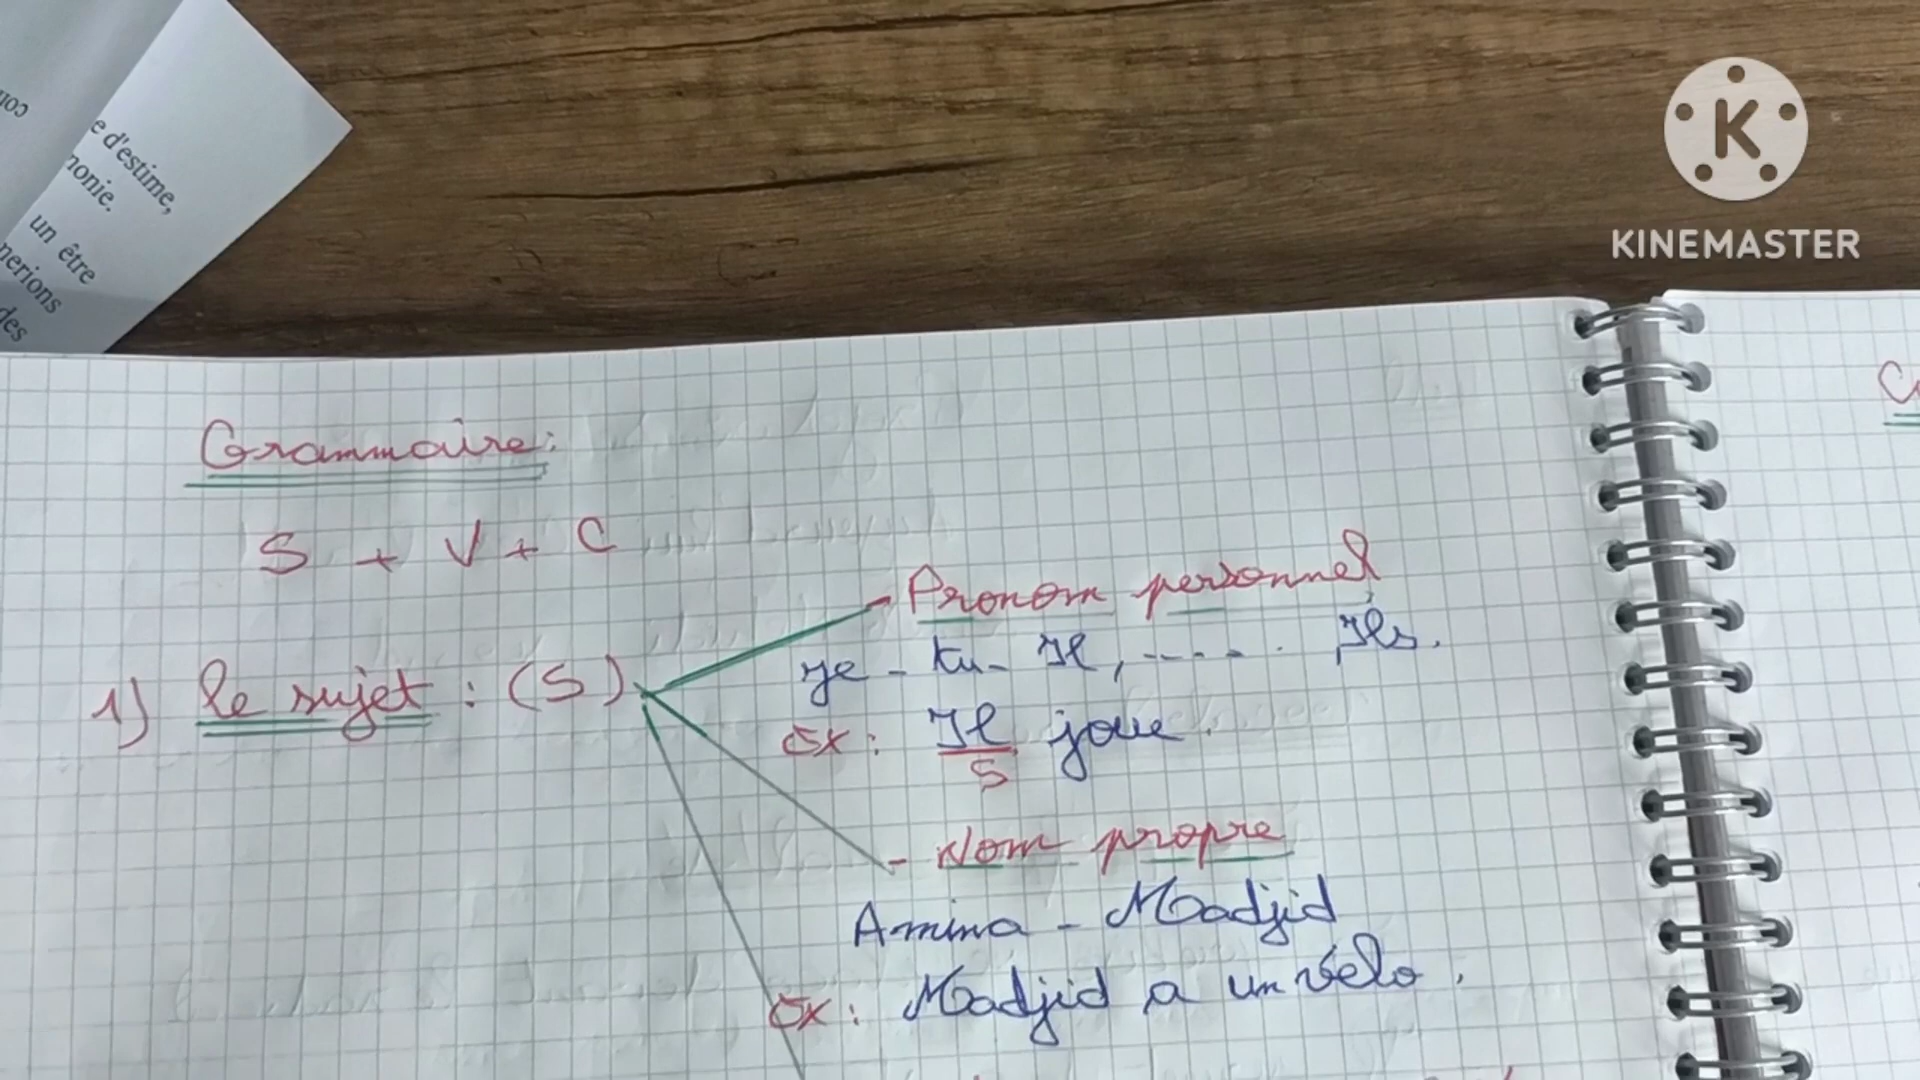 e d'estime,
monie.
un être
nerions
des
K
KINEMASTER
Grammaire:
S + V + C
1) le sujet : (S)
- Pronom personnel
je - tu - Il, ----- Ils.
Ex: Il joue.
S
- Nom propre
Amina - Madjid
Ex: Madjid a un vélo.